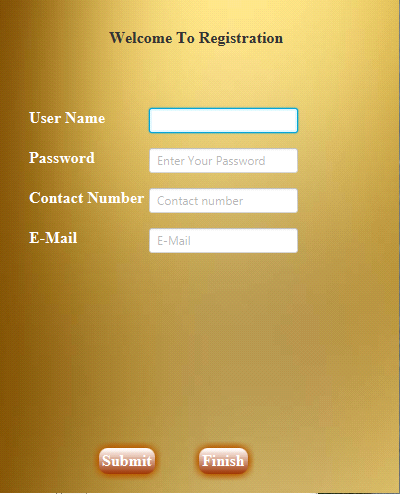 Welcome To Registration
User Name
Password Enter Your Password
Contact Number Contact number
E-Mail E-Mail
Submit Finish